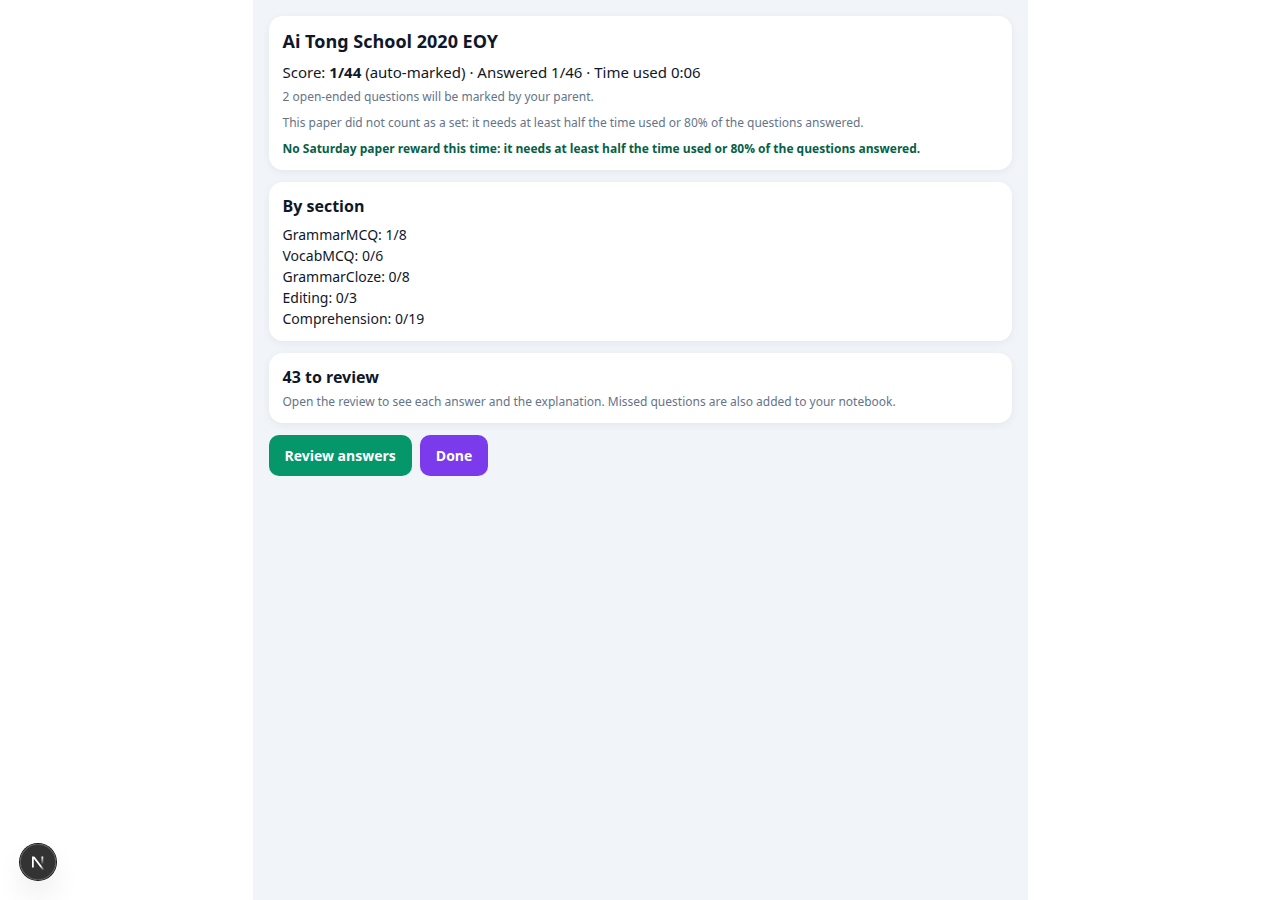 Ai Tong School 2020 EOY
Score: 1/44 (auto-marked) · Answered 1/46 · Time used 0:06
2 open-ended questions will be marked by your parent.
This paper did not count as a set: it needs at least half the time used or 80% of the questions answered.
No Saturday paper reward this time: it needs at least half the time used or 80% of the questions answered.
By section
GrammarMCQ: 1/8
VocabMCQ: 0/6
GrammarCloze: 0/8
Editing: 0/3
Comprehension: 0/19
43 to review
Open the review to see each answer and the explanation. Missed questions are also added to your notebook.
Review answers Done
N